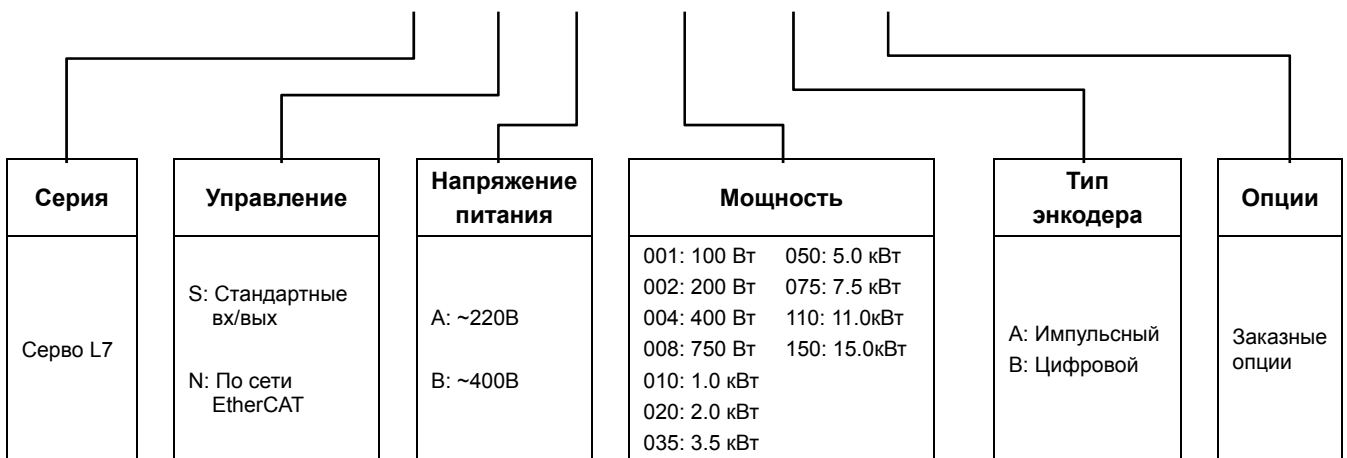 Серия
Серво L7
Управление
S: Стандартные
вх/вых
N: По сети
EtherCAT
Напряжение
питания
A: ~220В
B: ~400В
Мощность
001: 100 Вт 050: 5.0 кВт
002: 200 Вт 075: 7.5 кВт
004: 400 Вт 110: 11.0кВт
008: 750 Вт 150: 15.0кВт
010: 1.0 кВт
020: 2.0 кВт
035: 3.5 кВт
Тип
энкодера
A: Импульсный
B: Цифровой
Опции
Заказные
опции